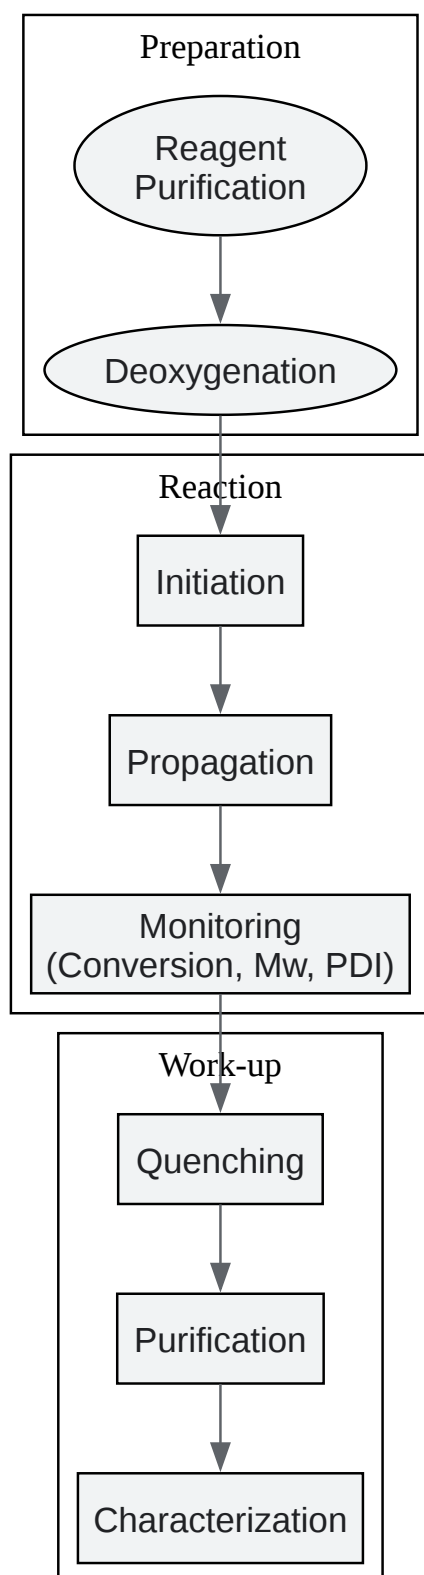 Preparation
Reagent
Purification
Deoxygenation
Reaction
Initiation
Propagation
Monitoring
(Conversion, Mw, PDI)
Work-up
Quenching
Purification
Characterization